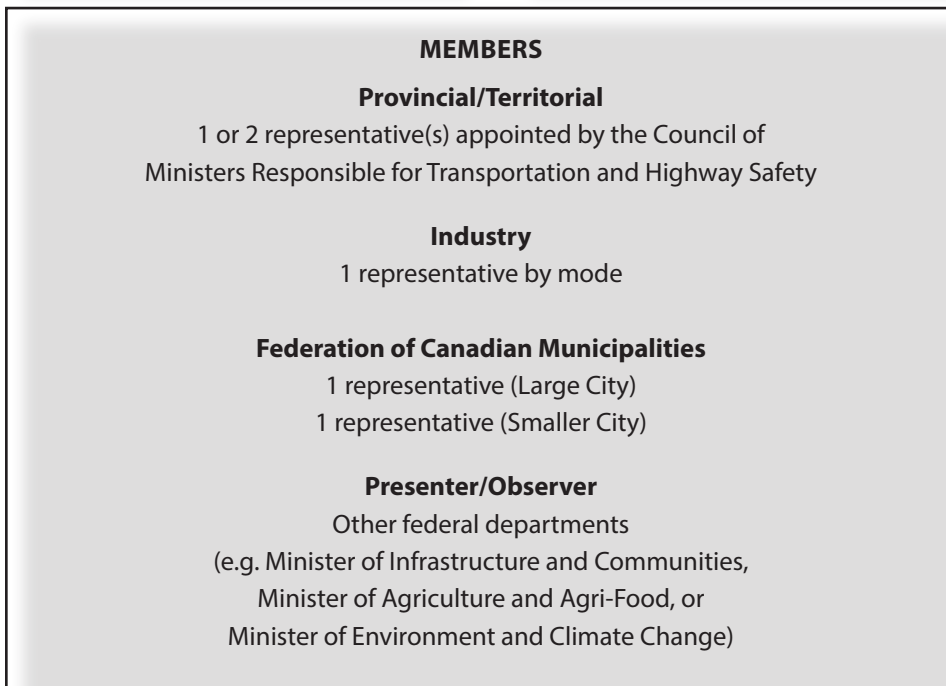 MEMBERS
Provincial/Territorial
1 or 2 representative(s) appointed by the Council of
Ministers Responsible for Transportation and Highway Safety
Industry
1 representative by mode
Federation of Canadian Municipalities
1 representative (Large City)
1 representative (Smaller City)
Presenter/Observer
Other federal departments
(e.g. Minister of Infrastructure and Communities,
Minister of Agriculture and Agri-Food, or
Minister of Environment and Climate Change)